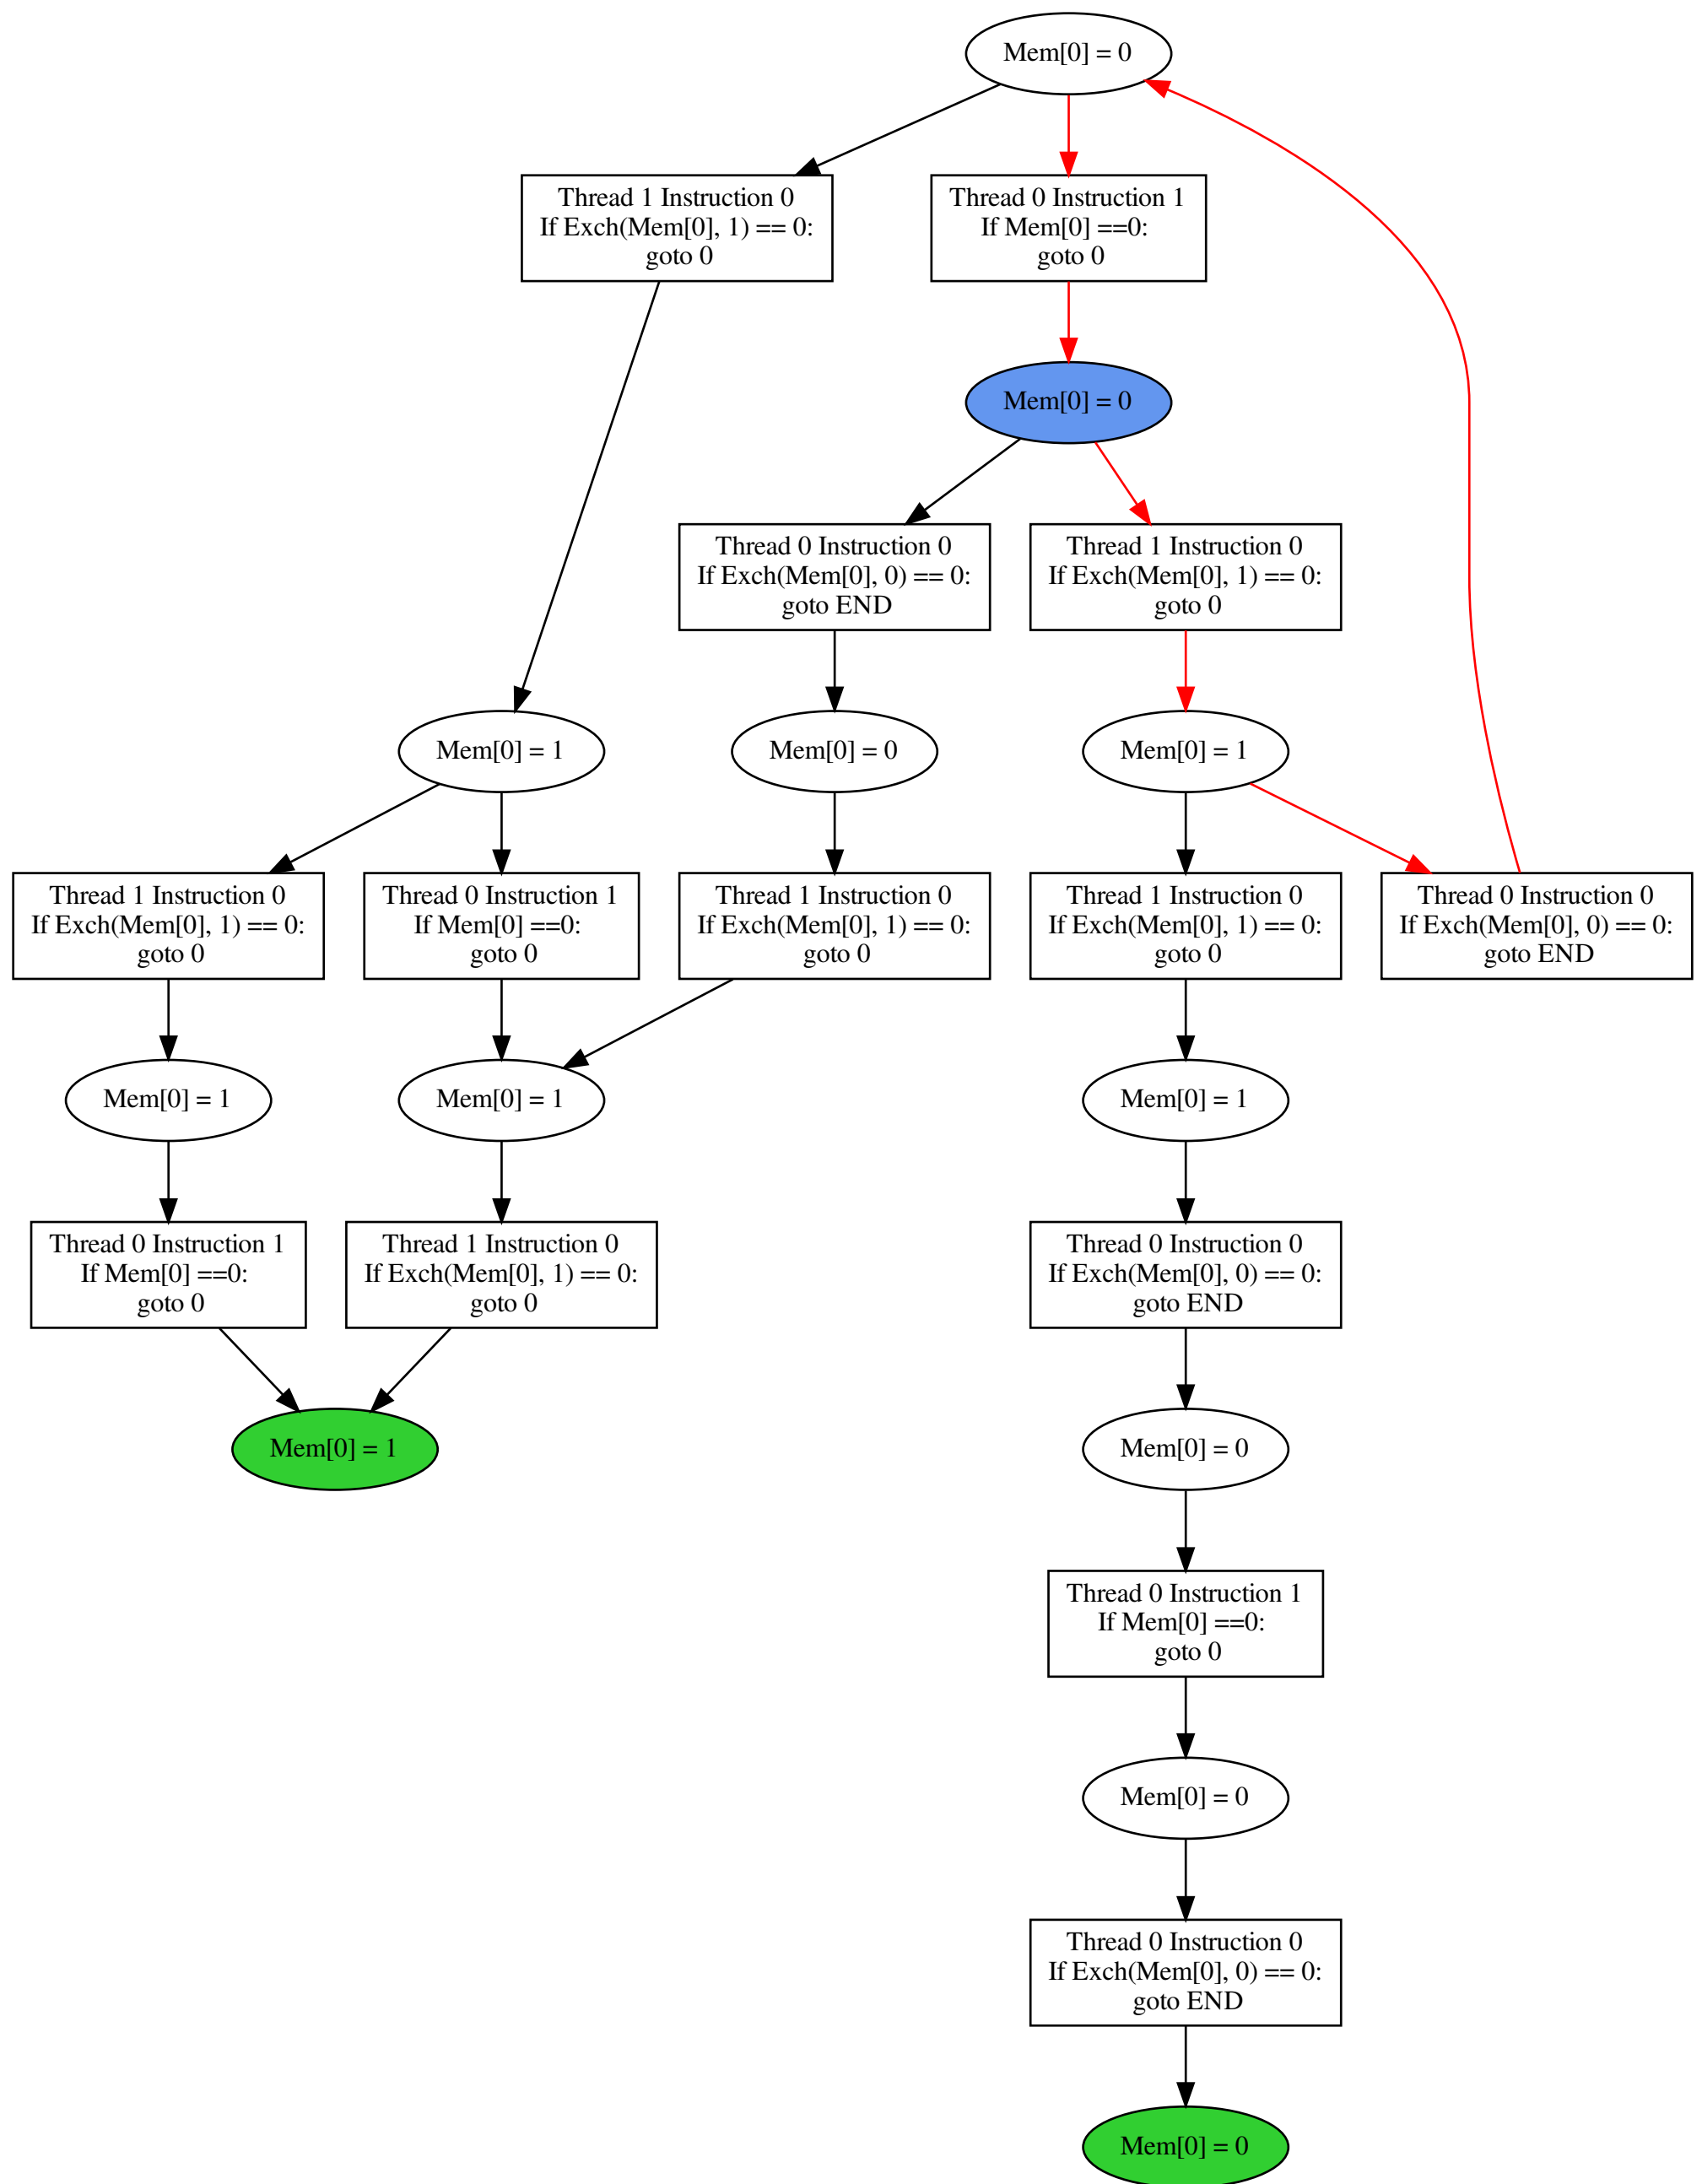 Mem[0] = 0
Thread 1 Instruction 0
If Exch(Mem[0], 1) == 0:
goto 0
Thread 0 Instruction 1
If Mem[0] ==0:
goto 0
Mem[0] = 0
Thread 0 Instruction 0
If Exch(Mem[0], 0) == 0:
goto END
Thread 1 Instruction 0
If Exch(Mem[0], 1) == 0:
goto 0
Mem[0] = 1
Mem[0] = 0
Mem[0] = 1
Thread 1 Instruction 0
If Exch(Mem[0], 1) == 0:
goto 0
Thread 0 Instruction 1
If Mem[0] ==0:
goto 0
Thread 1 Instruction 0
If Exch(Mem[0], 1) == 0:
goto 0
Thread 1 Instruction 0
If Exch(Mem[0], 1) == 0:
goto 0
Thread 0 Instruction 0
If Exch(Mem[0], 0) == 0:
goto END
Mem[0] = 1
Mem[0] = 1
Mem[0] = 1
Thread 0 Instruction 1
If Mem[0] ==0:
goto 0
Thread 1 Instruction 0
If Exch(Mem[0], 1) == 0:
goto 0
Thread 0 Instruction 0
If Exch(Mem[0], 0) == 0:
goto END
Mem[0] = 1
Mem[0] = 0
Thread 0 Instruction 1
If Mem[0] ==0:
goto 0
Mem[0] = 0
Thread 0 Instruction 0
If Exch(Mem[0], 0) == 0:
goto END
Mem[0] = 0